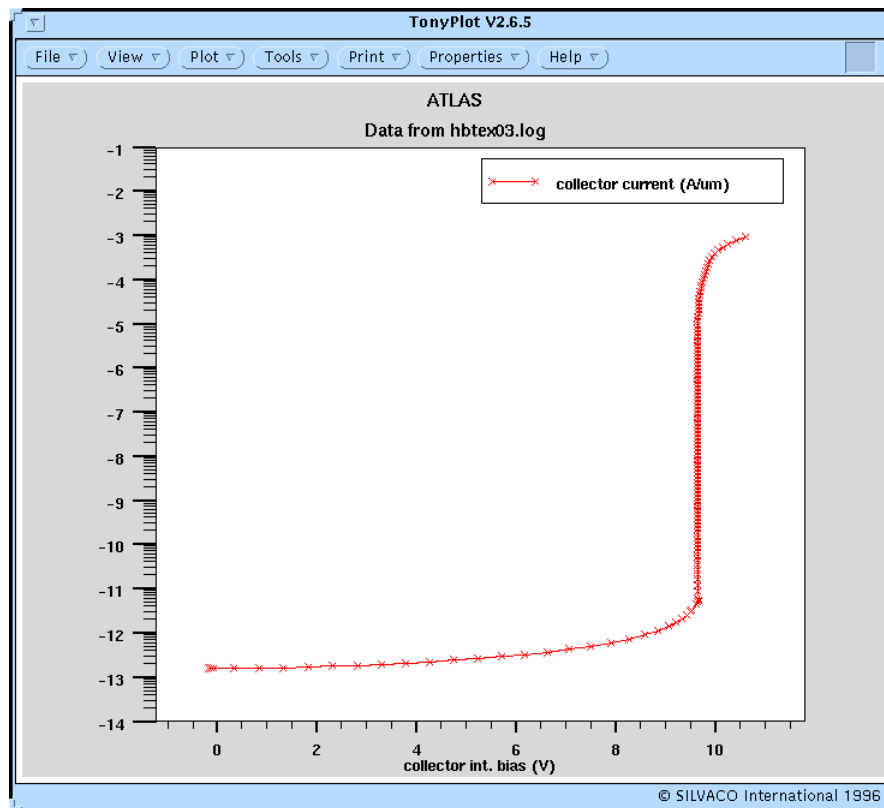 TonyPlot V2.6.5
File View Plot Tools Print Properties Help
ATLAS
Data from hbtex03.log
collector current (A/um)
-1
-2
-3
-4
-5
-6
-7
-8
-9
-10
-11
-12
-13
-14
0 2 4 6 8 10
collector int. bias (V)
© SILVACO International 1996